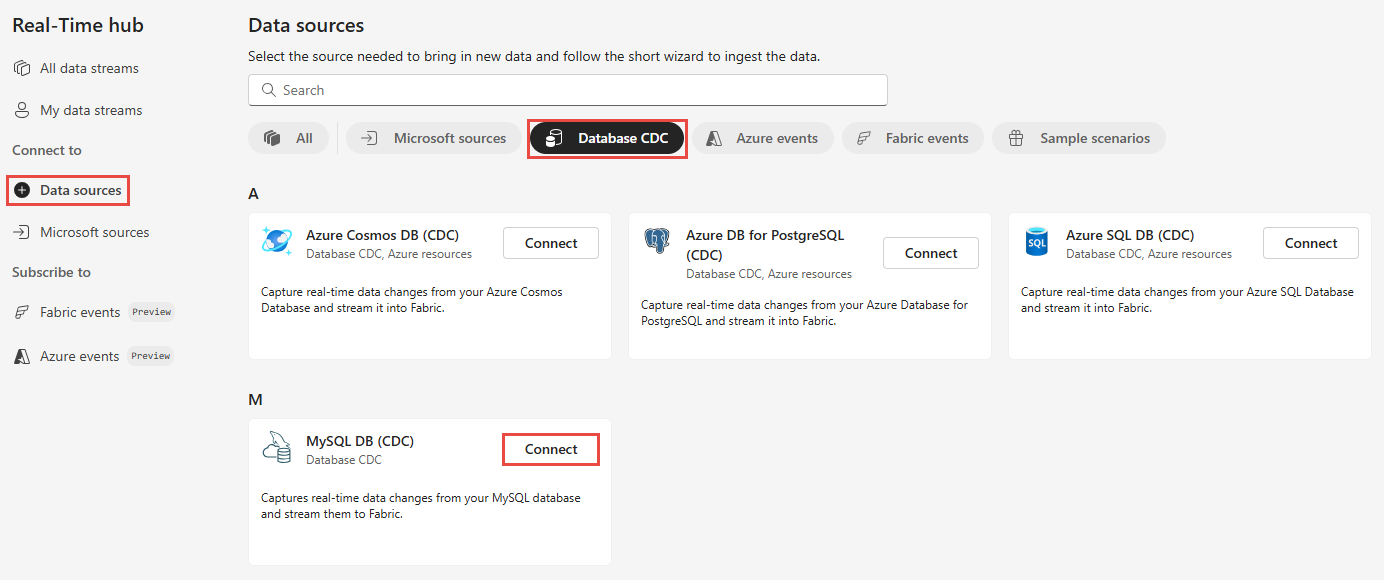 Real-Time hub
All data streams
My data streams
Connect to
Data sources
Microsoft sources
Subscribe to
Fabric events Preview
Azure events Preview
Data sources
Select the source needed to bring in new data and follow the short wizard to ingest the data.
Search
All Microsoft sources Database CDC Azure events Fabric events Sample scenarios
A
Azure Cosmos DB (CDC)
Database CDC, Azure resources
Connect
Capture real-time data changes from your Azure Cosmos
Database and stream it into Fabric.
Azure DB for PostgreSQL
(CDC)
Database CDC, Azure resources
Connect
Capture real-time data changes from your Azure Database for
PostgreSQL and stream it into Fabric.
SQL
Azure SQL DB (CDC)
Database CDC, Azure resources
Connect
Capture real-time data changes from your Azure SQL Database
and stream it into Fabric.
M
MySQL DB (CDC)
Database CDC
Connect
Captures real-time data changes from your MySQL database
and stream them to Fabric.